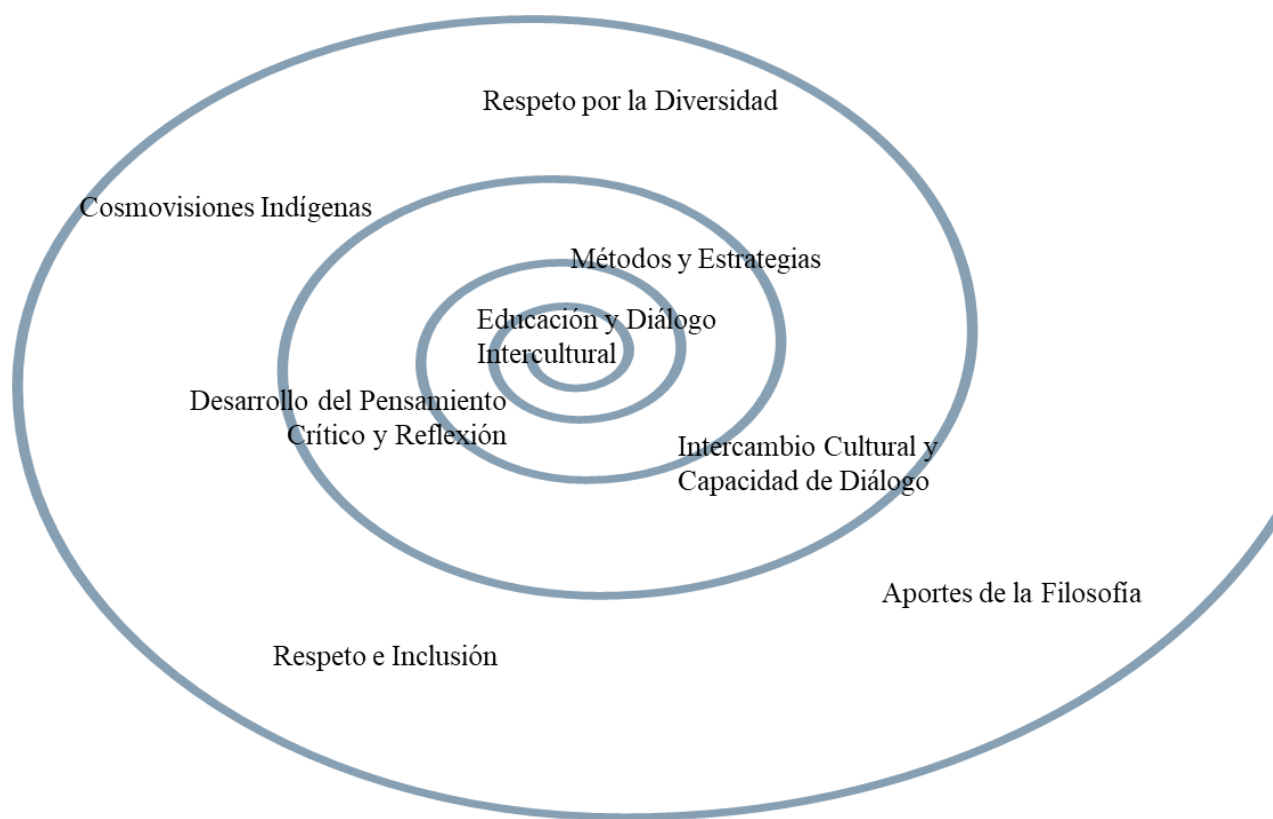 Respeto por la Diversidad
Cosmovisiones Indígenas
Métodos y Estrategias
Educación y Diálogo
Intercultural
Desarrollo del Pensamiento
Crítico y Reflexión
Intercambio Cultural y
Capacidad de Diálogo
Aportes de la Filosofía
Respeto e Inclusión